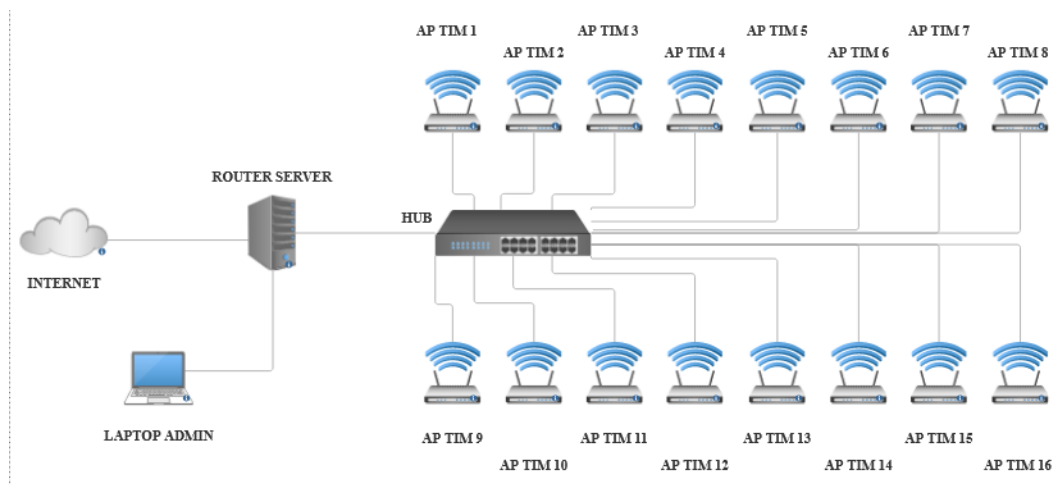 AP TIM 1
AP TIM 2
AP TIM 3
AP TIM 4
AP TIM 5
AP TIM 6
AP TIM 7
AP TIM 8
ROUTER SERVER
HUB
INTERNET
LAPTOP ADMIN
AP TIM 9
AP TIM 10
AP TIM 11
AP TIM 12
AP TIM 13
AP TIM 14
AP TIM 15
AP TIM 16